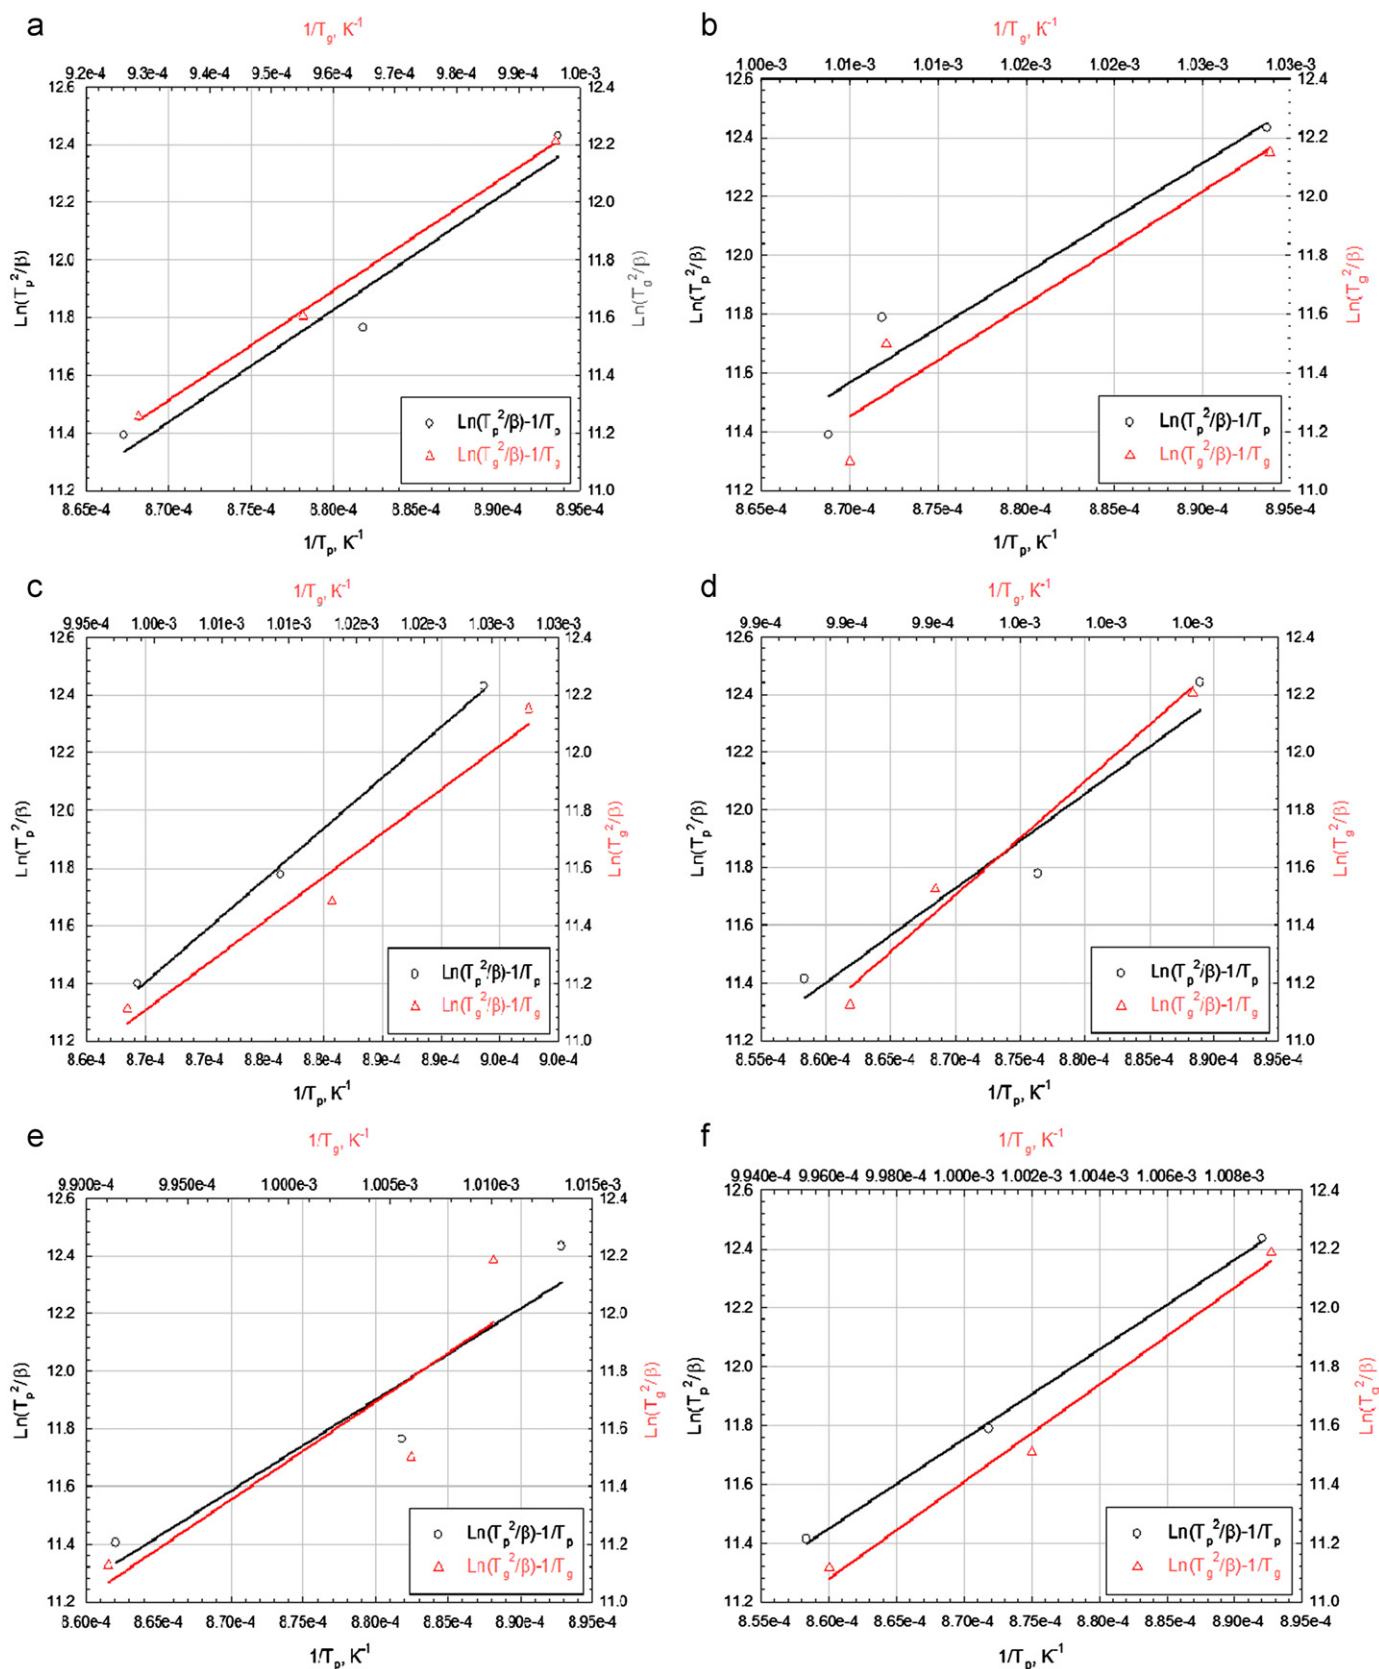 a
1/Tg, K-1
9.2e-4 9.3e-4 9.4e-4 9.5e-4 9.6e-4 9.7e-4 9.8e-4 9.9e-4 1.0e-3
12.6 12.4 12.2 12.0 11.8 11.6 11.4 11.2
Ln(Tp2/β)
12.4 12.2 12.0 11.8 11.6 11.4 11.2 11.0
Ln(Tg2/β)
Ln(Tp2/β)-1/Tp
Ln(Tg2/β)-1/Tg
8.65e-4 8.70e-4 8.75e-4 8.80e-4 8.90e-4 8.95e-4
1/Tp, K-1
b
1/Tg, K-1
1.00e-3 1.01e-3 1.01e-3 1.02e-3 1.02e-3 1.03e-3 1.03e-3
12.6 12.4 12.2 12.0 11.8 11.6 11.4 11.2
Ln(Tp2/β)
12.4 12.2 12.0 11.8 11.6 11.4 11.2 11.0
Ln(Tg2/β)
Ln(Tp2/β)-1/Tp
Ln(Tg2/β)-1/Tg
8.65e-4 8.70e-4 8.75e-4 8.80e-4 8.85e-4 8.90e-4 8.95e-4
1/Tp, K-1
c
1/Tg, K-1
9.95e-4 1.00e-3 1.01e-3 1.01e-3 1.02e-3 1.02e-3 1.03e-3 1.03e-3
12.6 12.4 12.2 12.0 11.8 11.6 11.4 11.2
Ln(Tp2/β)
12.4 12.2 12.0 11.8 11.6 11.4 11.2 11.0
Ln(Tg2/β)
Ln(Tp2/β)-1/Tp
Ln(Tg2/β)-1/Tg
8.6e-4 8.7e-4 8.7e-4 8.8e-4 8.9e-4 8.9e-4 9.0e-4 9.0e-4
1/Tp, K-1
d
1/Tg, K-1
9.9e-4 9.9e-4 9.9e-4 1.0e-3 1.0e-3 1.0e-3
12.6 12.4 12.2 12.0 11.8 11.6 11.4 11.2
Ln(Tp2/β)
12.4 12.2 12.0 11.8 11.6 11.4 11.2 11.0
Ln(Tg2/β)
Ln(Tp2/β)-1/Tp
Ln(Tg2/β)-1/Tg
8.55e-4 8.60e-4 8.65e-4 8.70e-4 8.75e-4 8.80e-4 8.90e-4 8.95e-4
1/Tp, K-1
e
1/Tg, K-1
9.900e-4 9.950e-4 1.000e-3 1.005e-3 1.010e-3 1.015e-3
12.6 12.4 12.2 12.0 11.8 11.6 11.4 11.2
Ln(Tp2/β)
12.4 12.2 12.0 11.8 11.6 11.4 11.2 11.0
Ln(Tg2/β)
Ln(Tp2/β)-1/Tp
Ln(Tg2/β)-1/Tg
8.60e-4 8.70e-4 8.75e-4 8.80e-4 8.80e-4 8.90e-4 8.95e-4
1/Tp, K-1
f
1/Tg, K-1
9.940e-4 9.960e-4 9.980e-4 1.000e-3 1.002e-3 1.004e-3 1.006e-3 1.008e-3
12.6 12.4 12.2 12.0 11.8 11.6 11.4 11.2
Ln(Tp2/β)
12.4 12.2 12.0 11.8 11.6 11.4 11.2 11.0
Ln(Tg2/β)
Ln(Tp2/β)-1/Tp
Ln(Tg2/β)-1/Tg
8.55e-4 8.60e-4 8.65e-4 8.70e-4 8.75e-4 8.80e-4 8.85e-4 8.90e-4 8.95e-4
1/Tp, K-1